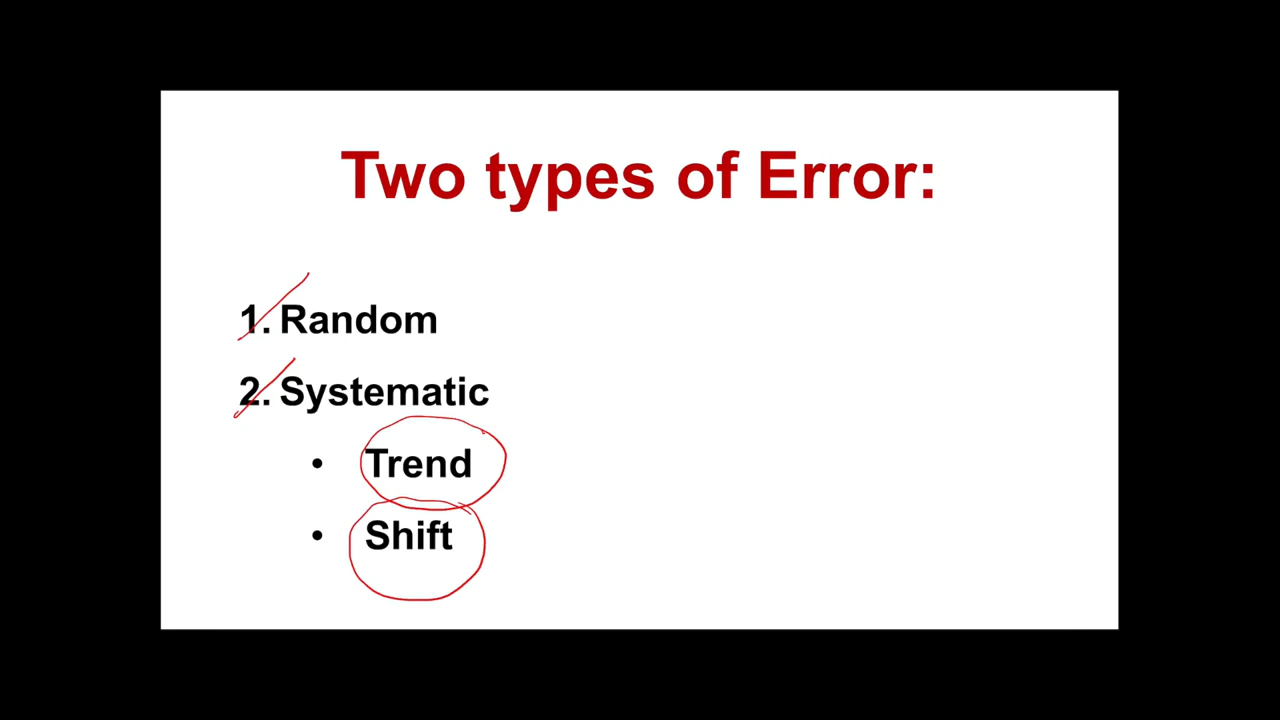 Two types of Error:
1. Random
2. Systematic
• Trend
• Shift